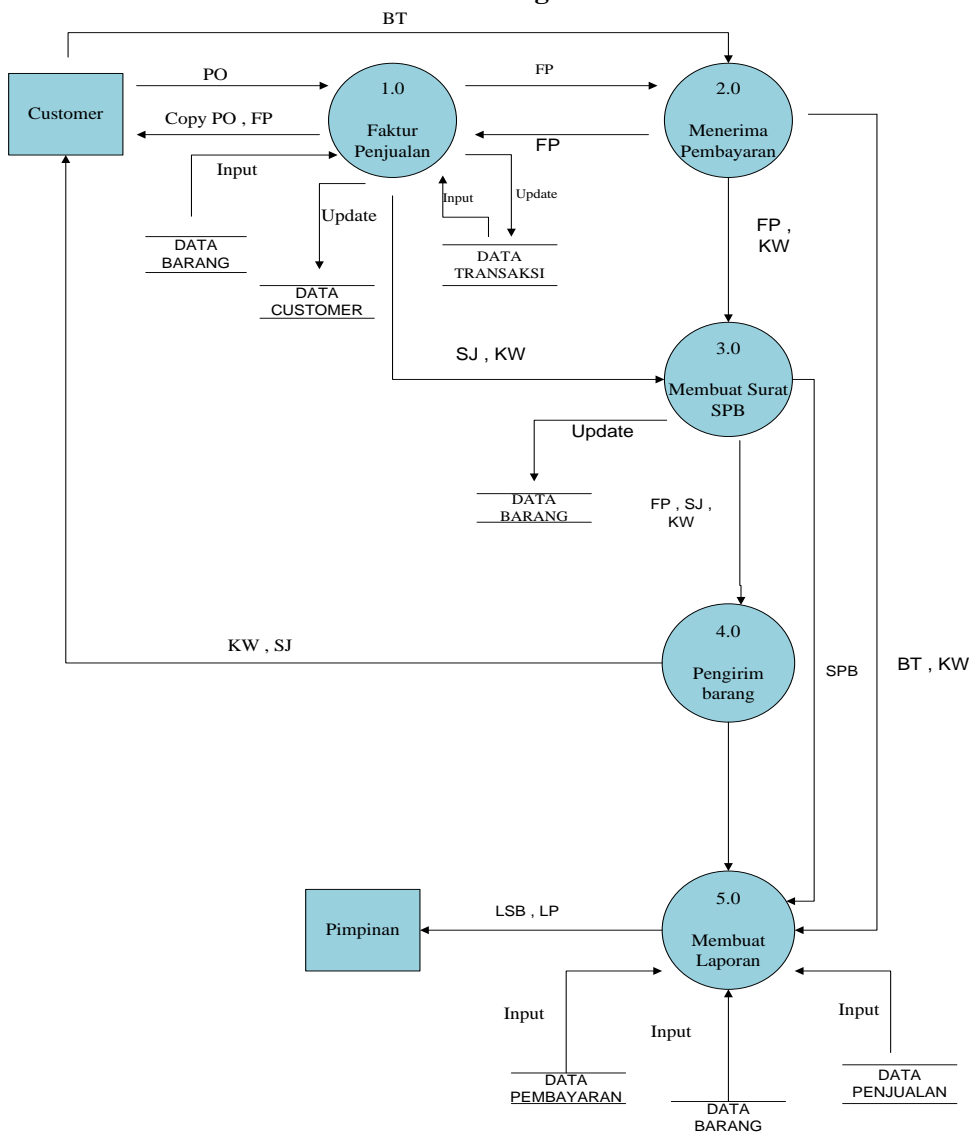 BT
Customer
PO
Copy PO , FP
1.0
Faktur
Penjualan
FP
FP
2.0
Menerima
Pembayaran
Input
Update
Input
Update
DATA
BARANG
DATA
CUSTOMER
DATA
TRANSAKSI
FP ,
KW
SJ , KW
3.0
Membuat Surat
SPB
Update
DATA
BARANG
FP , SJ ,
KW
KW , SJ
4.0
Pengirim
barang
SPB
BT , KW
Pimpinan
LSB , LP
5.0
Membuat
Laporan
Input
Input
Input
DATA
PEMBAYARAN
DATA
BARANG
DATA
PENJUALAN